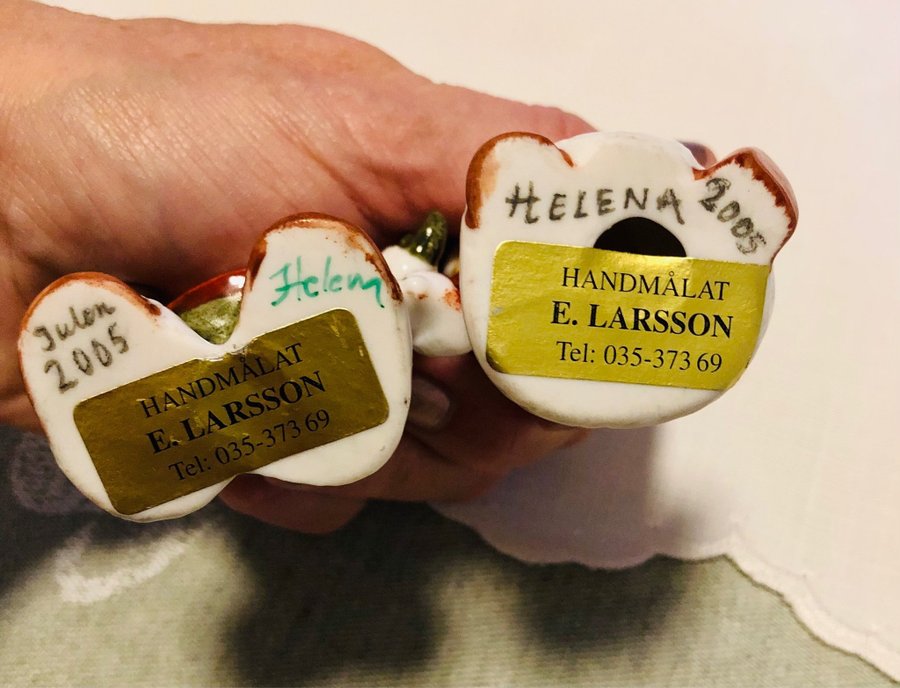 Julen
2005
Helena
HANDMÅLAT
E. LARSSON
Tel: 035-373 69
HELENA 2005
HANDMÅLAT
E. LARSSON
Tel: 035-373 69